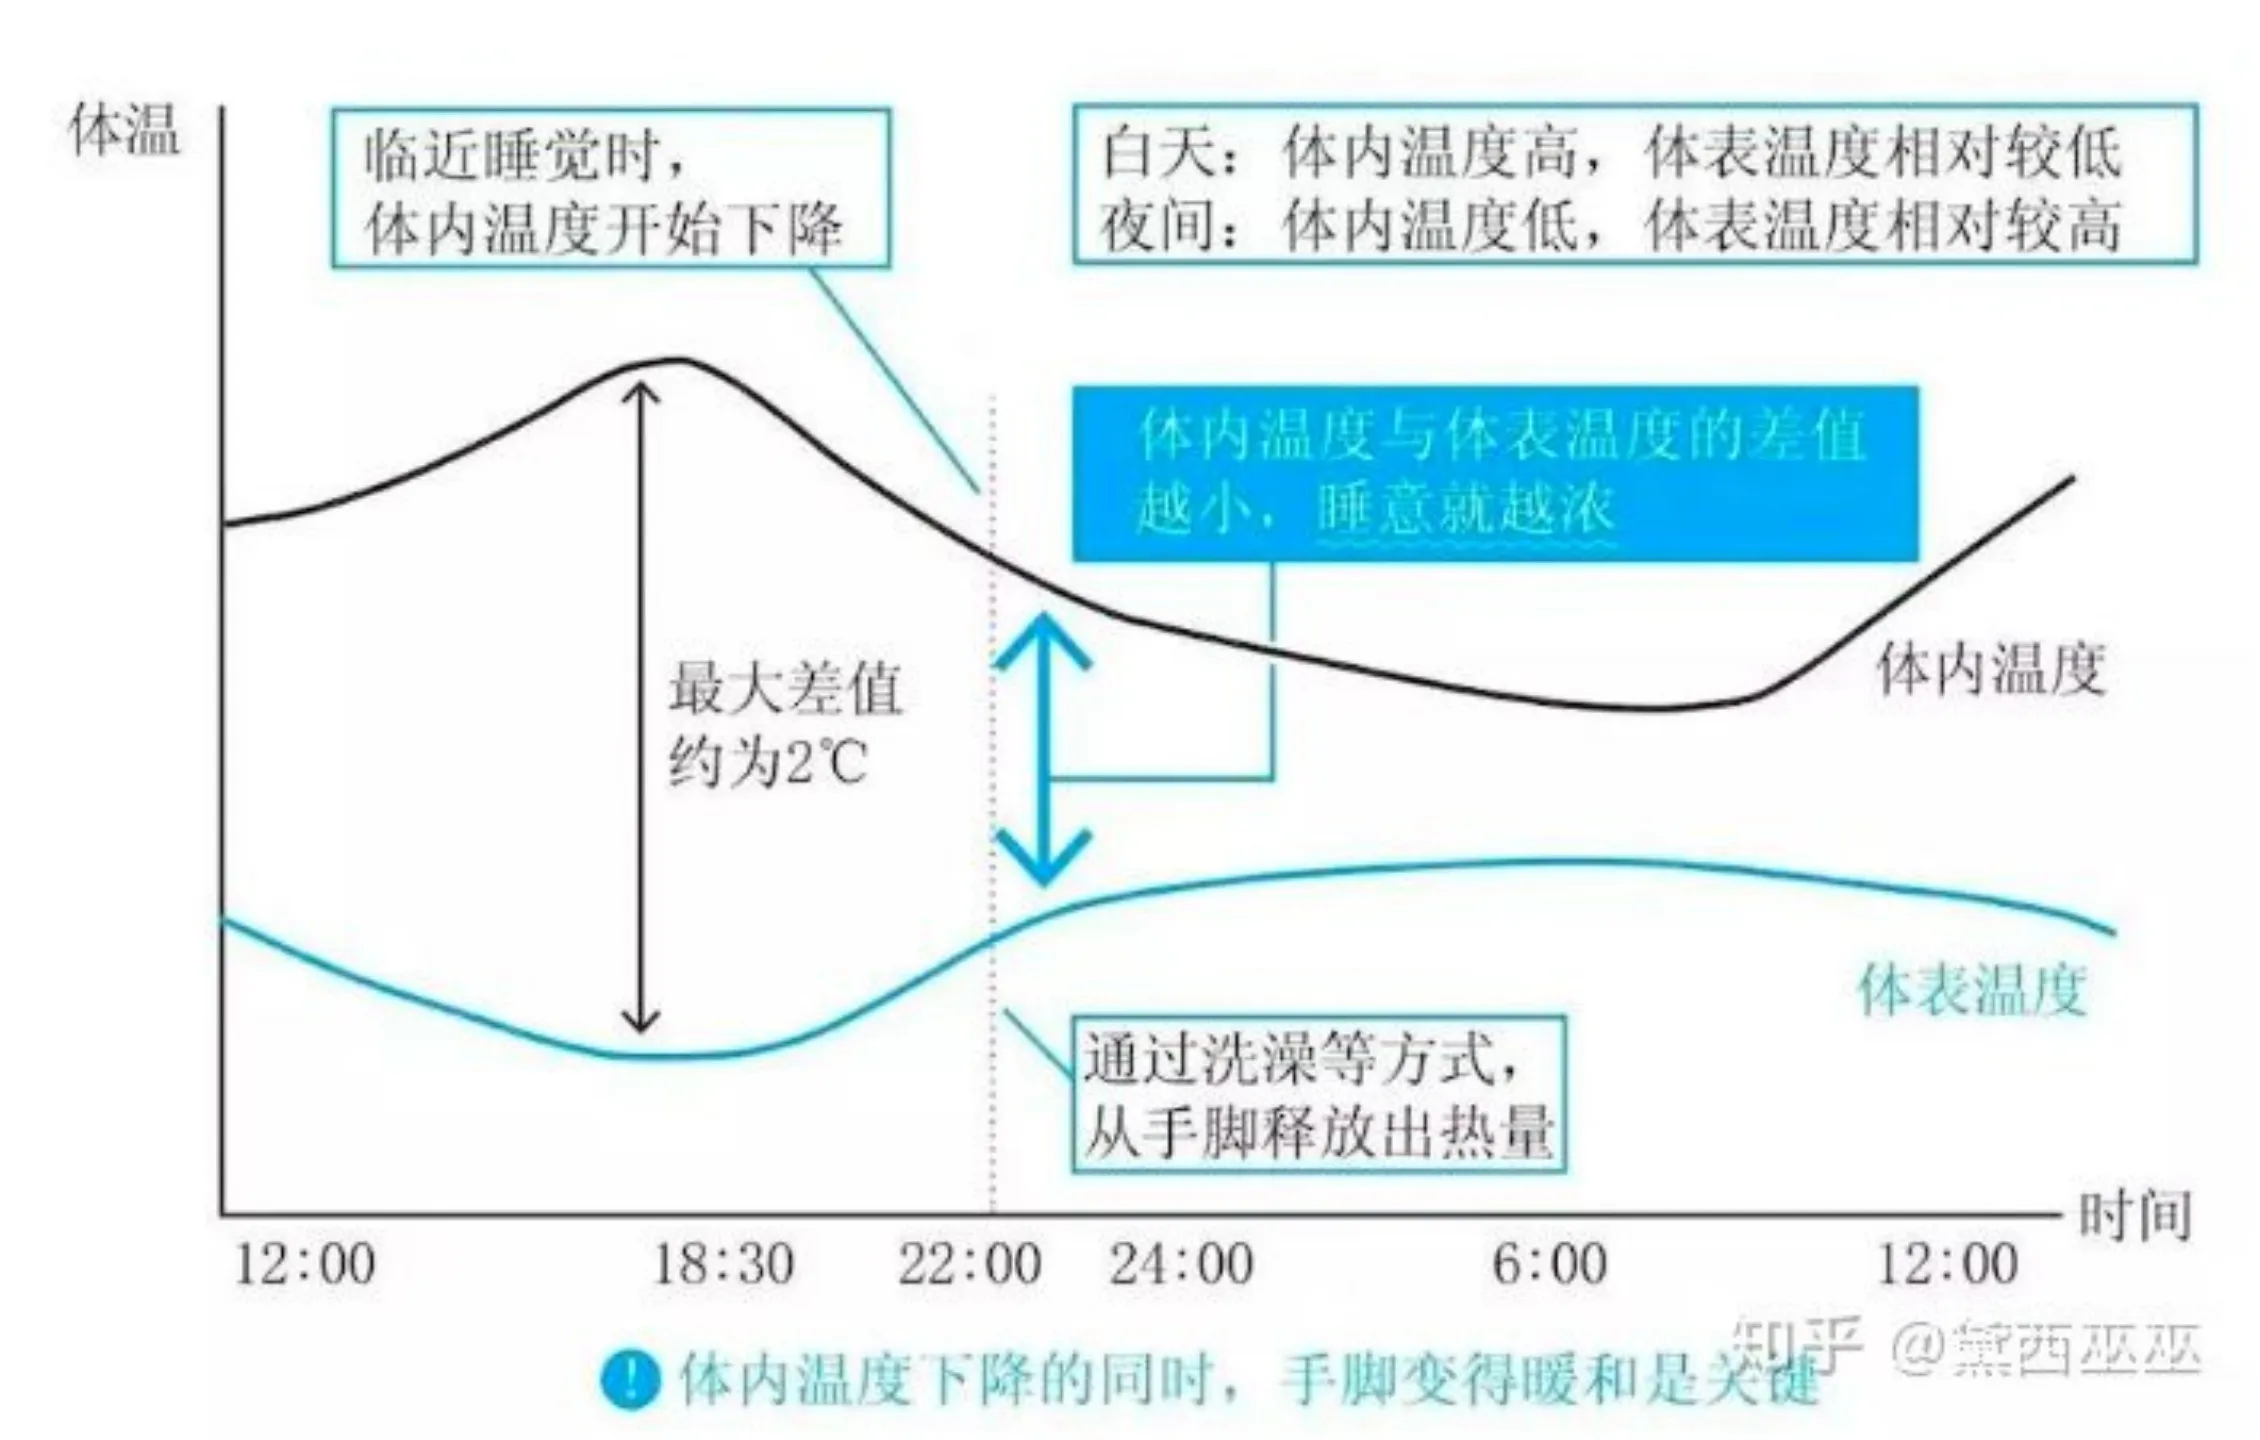 体温
临近睡觉时，
体内温度开始下降
白天：体内温度高，体表温度相对较低
夜间：体内温度低，体表温度相对较高
体内温度与体表温度的差值
越小，睡意就越浓
最大差值
约为2℃
体内温度
体表温度
通过洗澡等方式，
从手脚释放出热量
时间
12:00 18:30 22:00 24:00 6:00 12:00
! 体内温度下降的同时，手脚变得暖和是关键
知乎 @黛西巫巫